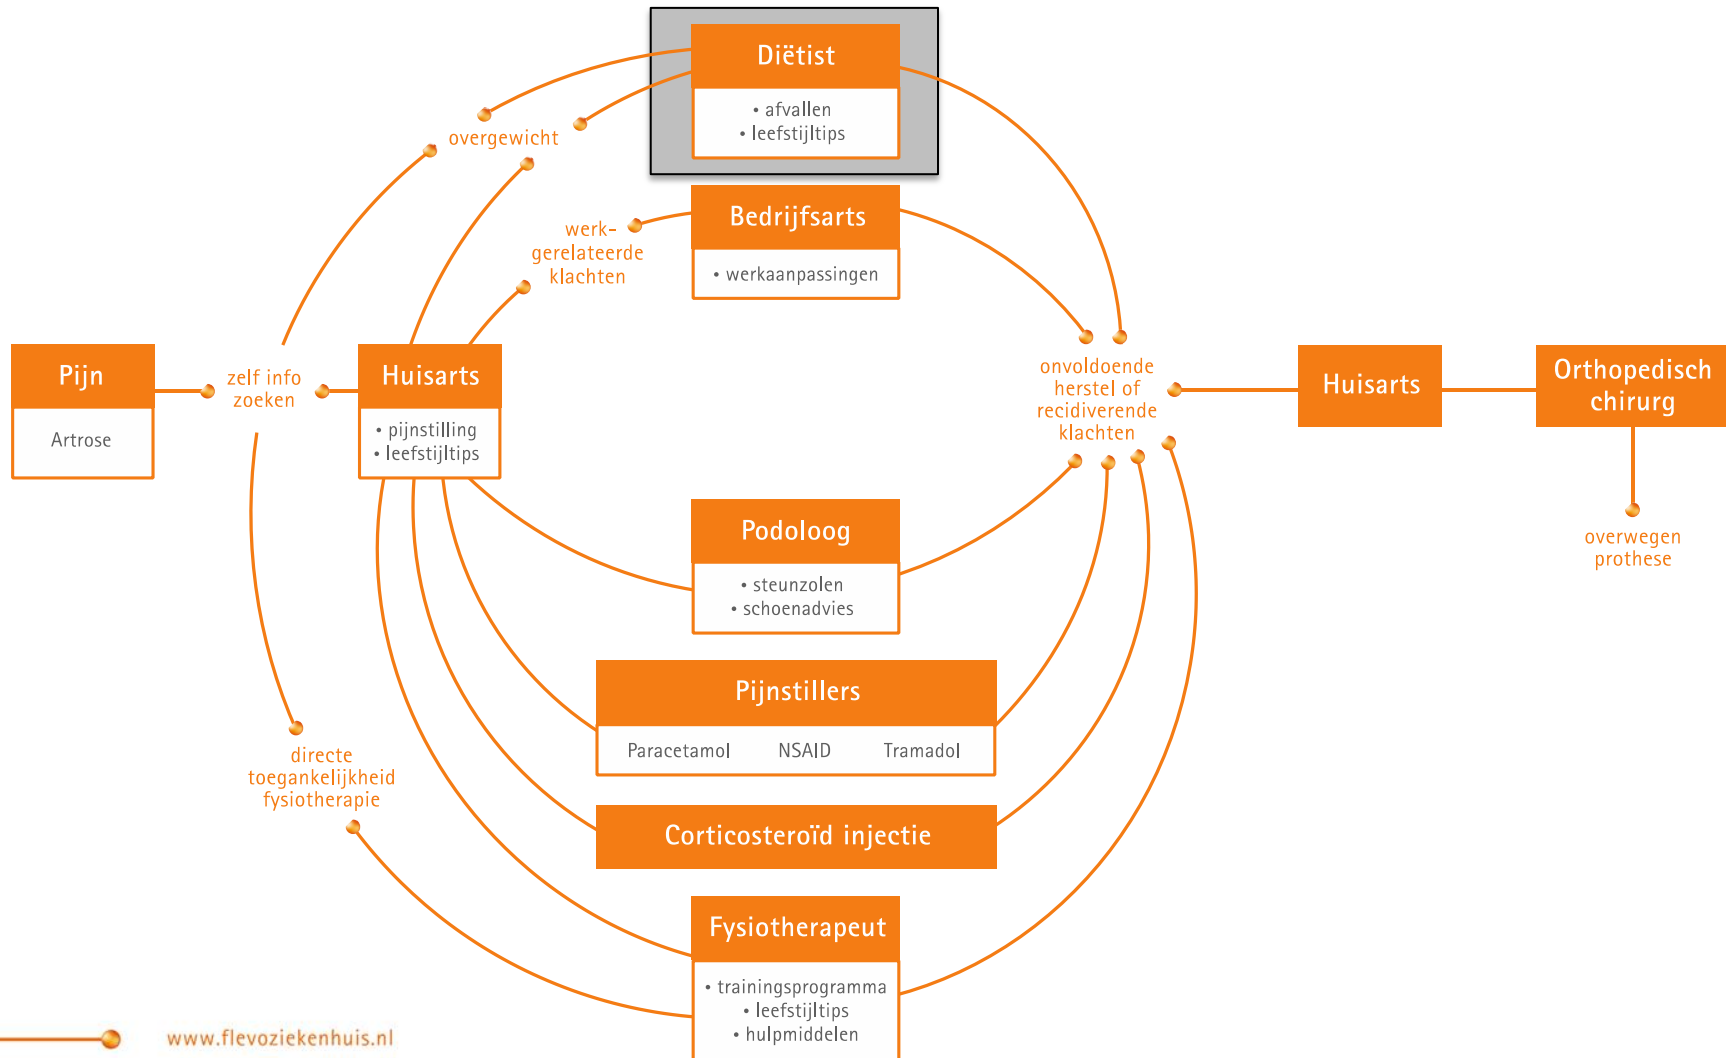 Diëtist
• afvallen
• leefstijltips
overgewicht
Bedrijfsarts
• werkaanpassingen
werk-
gerelateerde
klachten
Pijn
Artrose
zelf info
zoeken
Huisarts
• pijnstilling
• leefstijltips
onvoldoende
herstel of
recidiverende
klachten
Huisarts
Orthopedisch
chirurg
overwegen
prothese
Podoloog
• steunzolen
• schoenadvies
Pijnstillers
Paracetamol NSAID Tramadol
directe
toegankelijkheid
fysiotherapie
Corticosteroïd injectie
Fysiotherapeut
• trainingsprogramma
• leefstijltips
• hulpmiddelen
www.flevoziekenhuis.nl